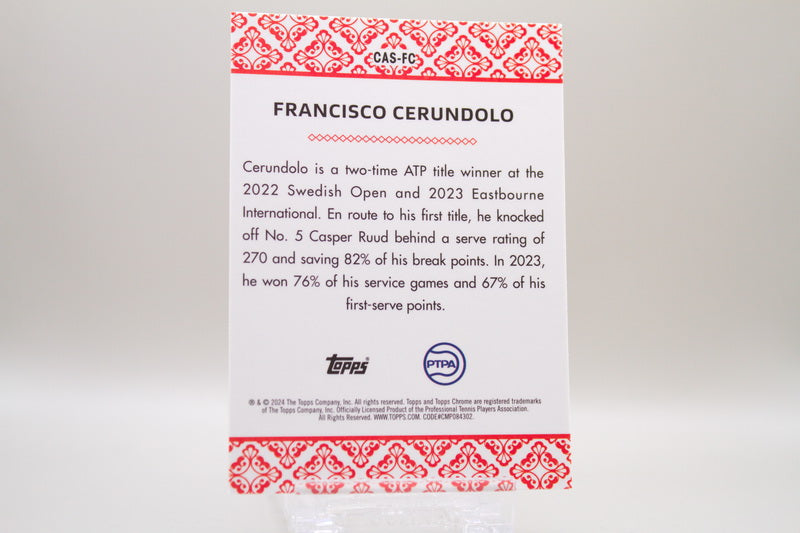 CAS-FC
FRANCISCO CERUNDOLO
Cerundolo is a two-time ATP title winner at the
2022 Swedish Open and 2023 Eastbourne
International. En route to his first title, he knocked
off No. 5 Casper Ruud behind a serve rating of
270 and saving 82% of his break points. In 2023,
he won 76% of his service games and 67% of his
first-serve points.
Topps®
PTPA
® & © 2024 The Topps Company, Inc. All rights reserved. Topps and Topps Chrome are registered trademarks
of The Topps Company, Inc. Officially Licensed Product of the Professional Tennis Players Association.
All Rights Reserved. WWW.TOPPS.COM. CODE#CMP084302.